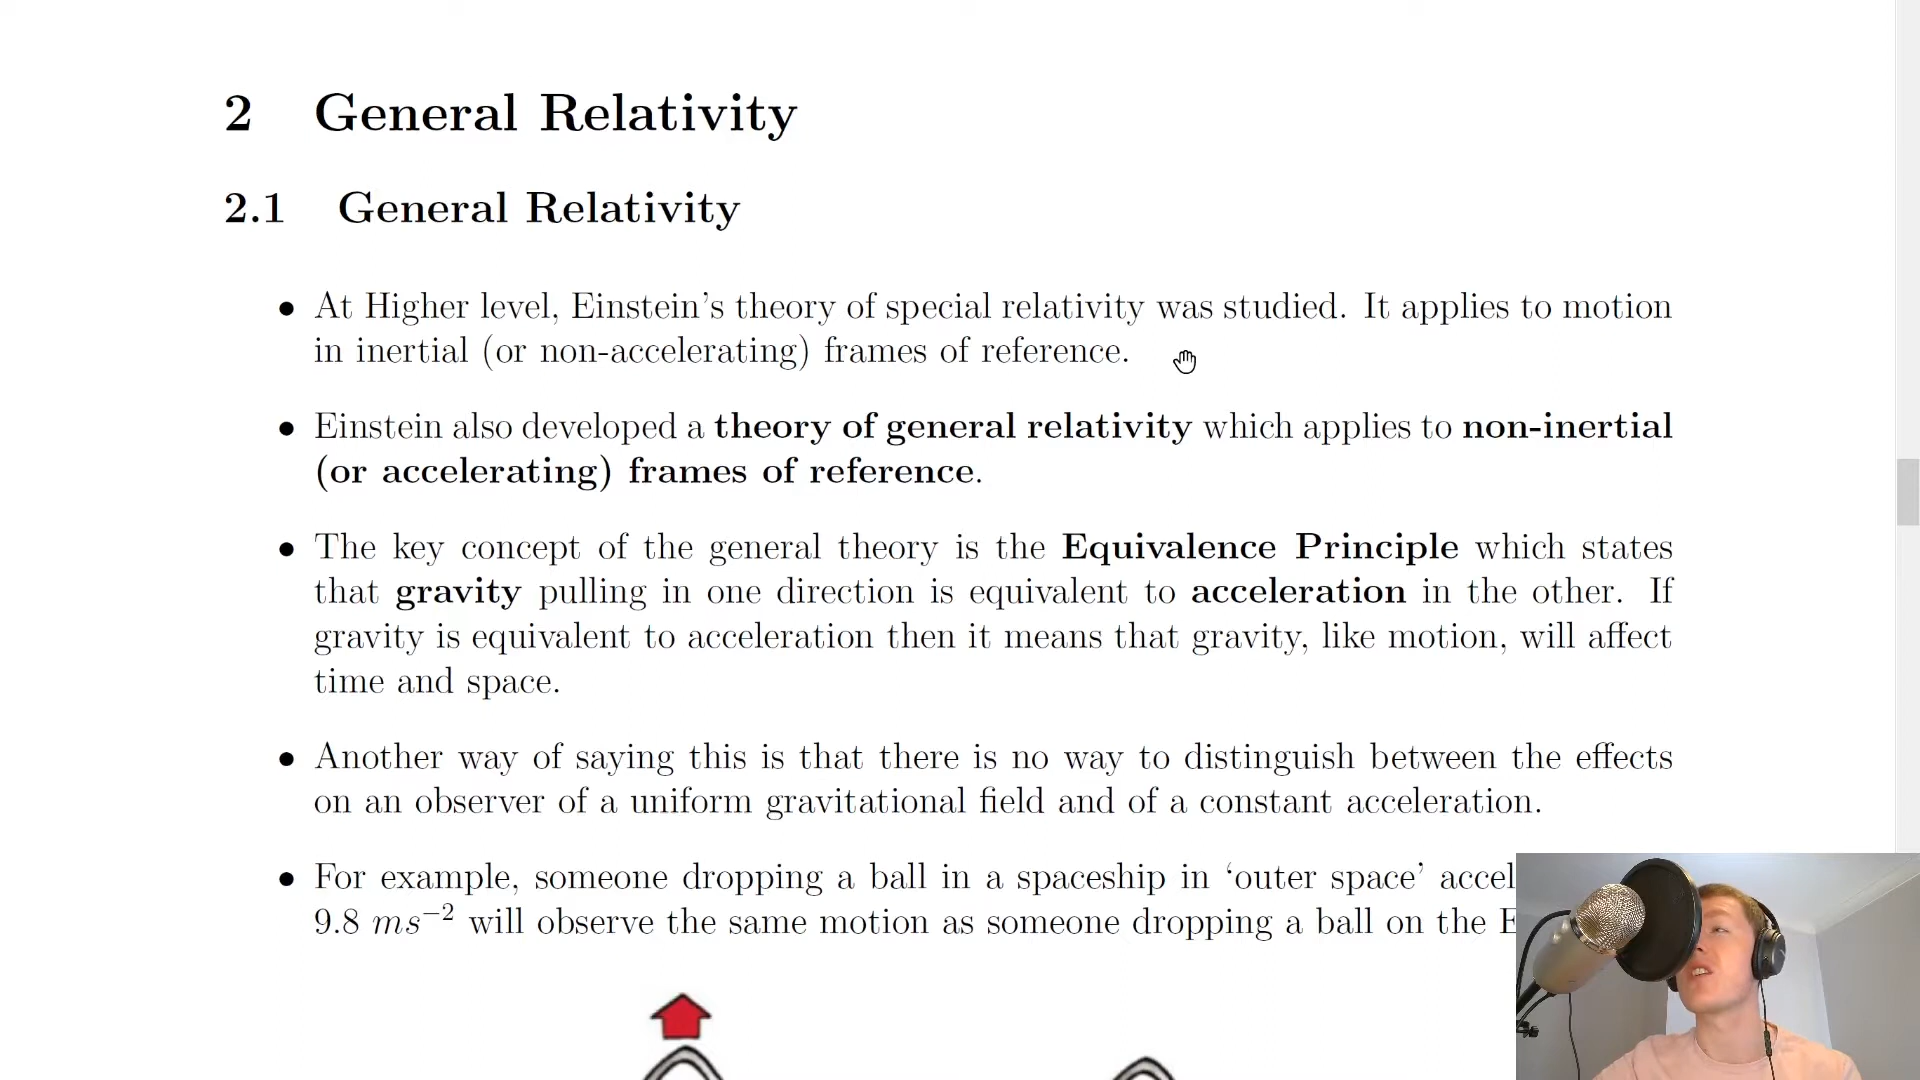 2 General Relativity
2.1 General Relativity
• At Higher level, Einstein’s theory of special relativity was studied. It applies to motion
in inertial (or non-accelerating) frames of reference.
• Einstein also developed a theory of general relativity which applies to non-inertial
(or accelerating) frames of reference.
• The key concept of the general theory is the Equivalence Principle which states
that gravity pulling in one direction is equivalent to acceleration in the other. If
gravity is equivalent to acceleration then it means that gravity, like motion, will affect
time and space.
• Another way of saying this is that there is no way to distinguish between the effects
on an observer of a uniform gravitational field and of a constant acceleration.
• For example, someone dropping a ball in a spaceship in ‘outer space’ accel
9.8 ms⁻² will observe the same motion as someone dropping a ball on the E